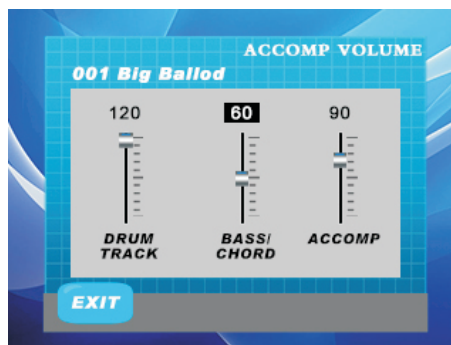 ACCOMP VOLUME
001 Big Ballod
120 60 90
DRUM TRACK BASS/ CHORD ACCOMP
EXIT